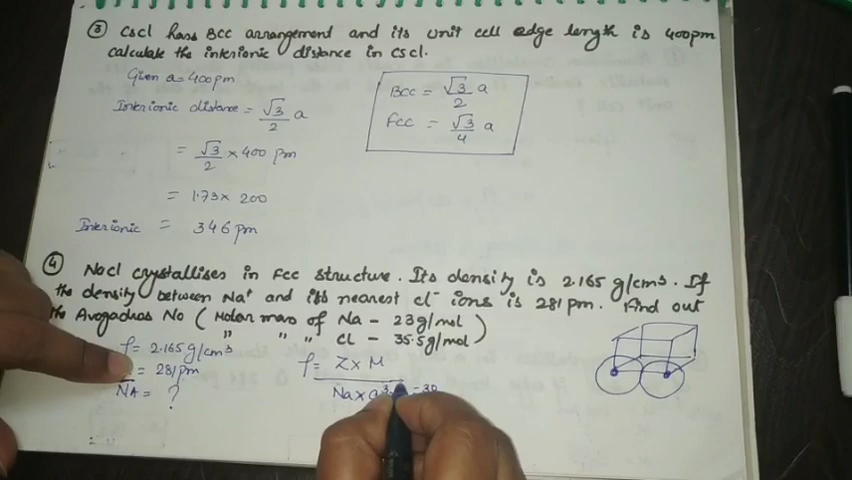 ③ CsCl has BCC arrangement and its unit cell edge length is 400pm
calculate the interionic distance in CsCl.
Given a = 400pm
Interionic distance = √3/2 a
= √3/2 × 400 pm
= 1.73 × 200
Interionic = 346 pm
BCC = √3/2 a
FCC = √3/4 a
④ NaCl crystallises in FCC structure. Its density is 2.165 g/cm³. If
the density between Na⁺ and its nearest Cl⁻ ions is 281 pm. Find out
the Avogadros No (Molar mass of Na - 23g/mol
" " " Cl - 35.5g/mol)
f = 2.165g/cm³
= 281pm
NA = ?
f = Z × M
Na × a³ -30